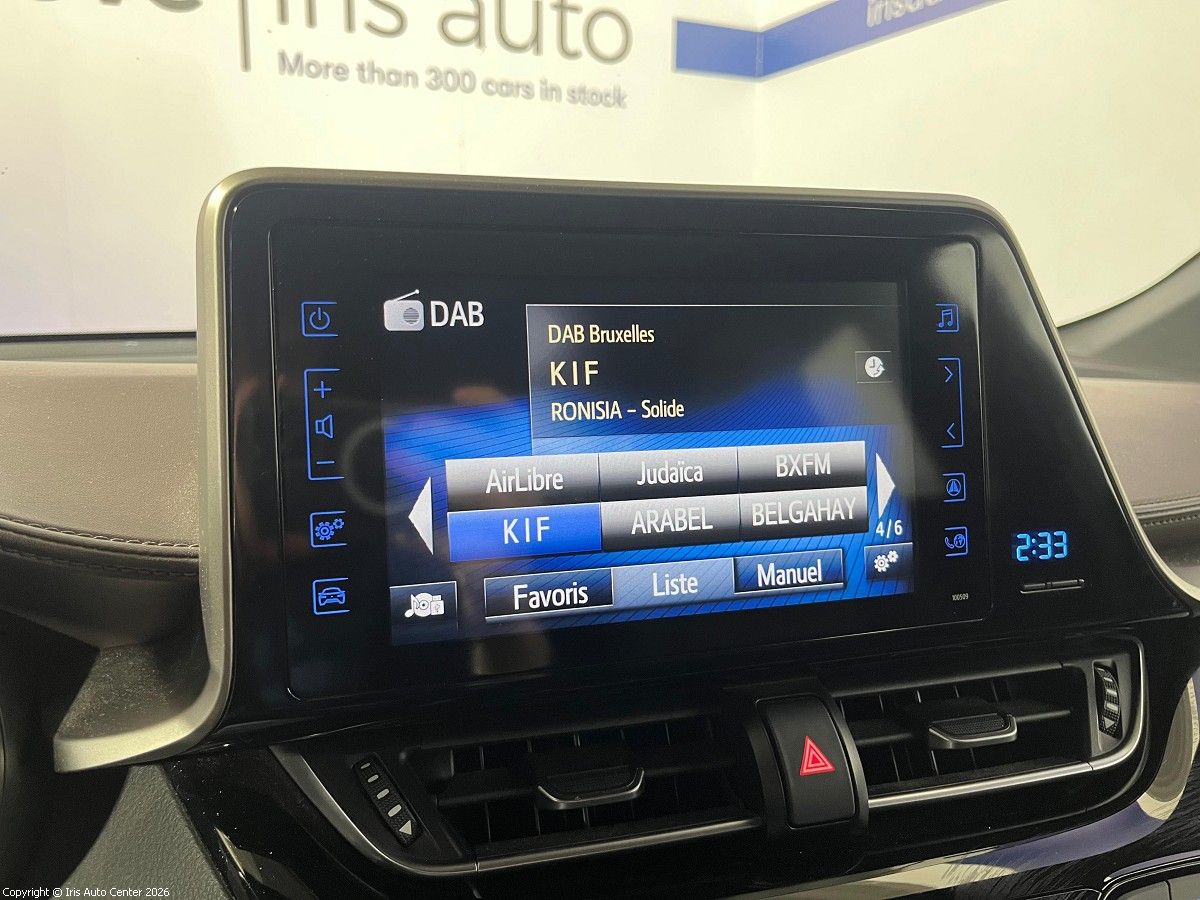 iris auto
More than 300 cars in stock
DAB
DAB Bruxelles
KIF
RONISIA – Solide
AirLibre Judaïca BXFM
KIF ARABEL BELGAHAY
4/6
Favoris Liste Manuel
2:33
100509
Copyright © Iris Auto Center 2026